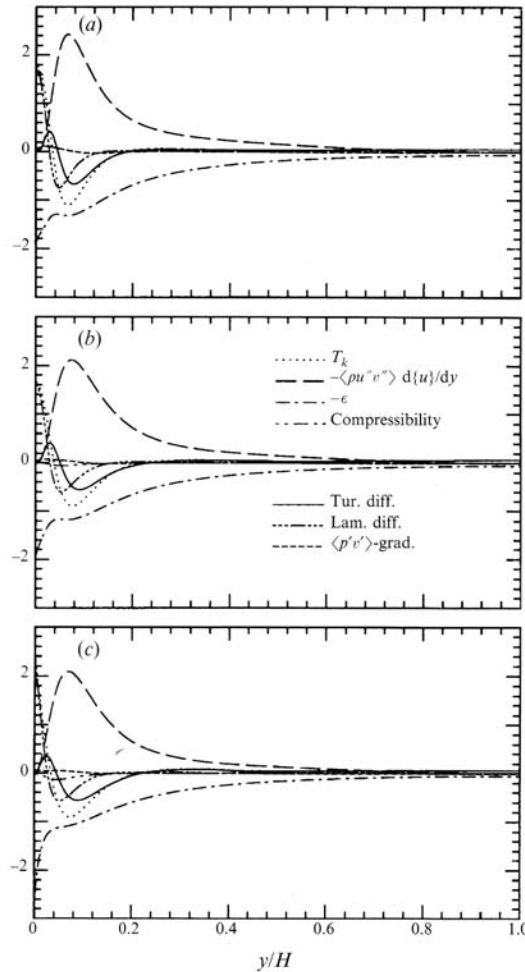 (a)
2
0
−2
(b)
2
0
−2
T_k
−⟨ρu″v″⟩ d{u}/dy
−ϵ
Compressibility
Tur. diff.
Lam. diff.
⟨p′v′⟩-grad.
(c)
2
0
−2
0 0.2 0.4 0.6 0.8 1.0
y/H